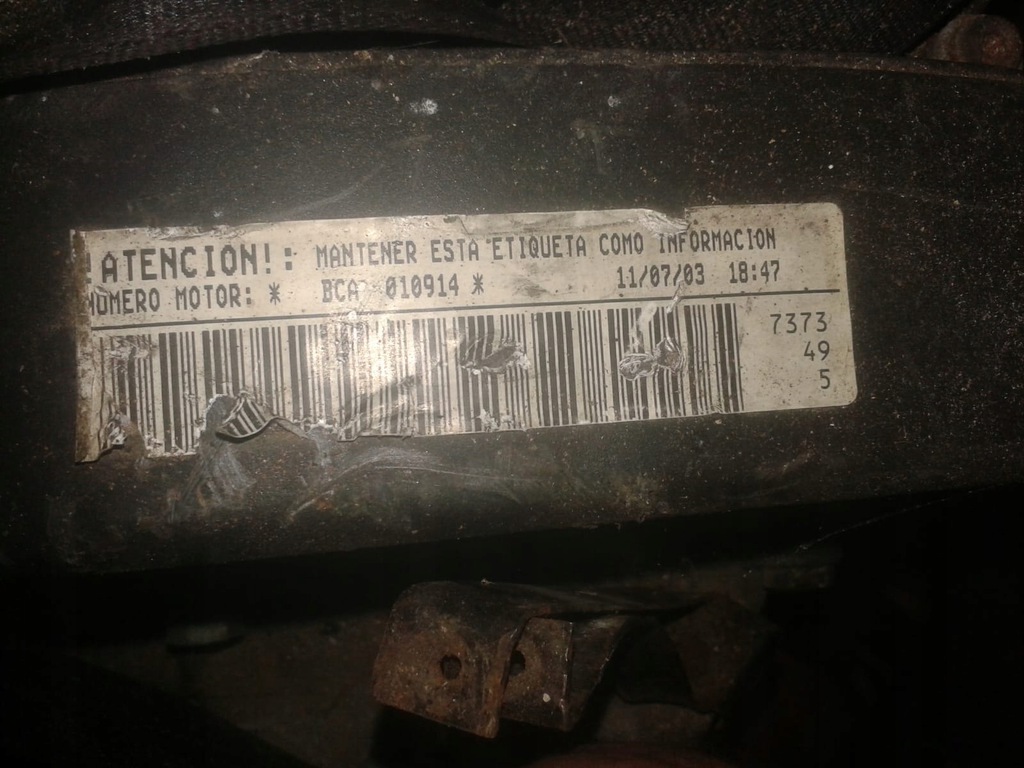 !ATENCION!: MANTENER ESTA ETIQUETA COMO INFORMACION
NUMERO MOTOR: * BCA 010914 *
11/07/03 18:47
7373
49
5